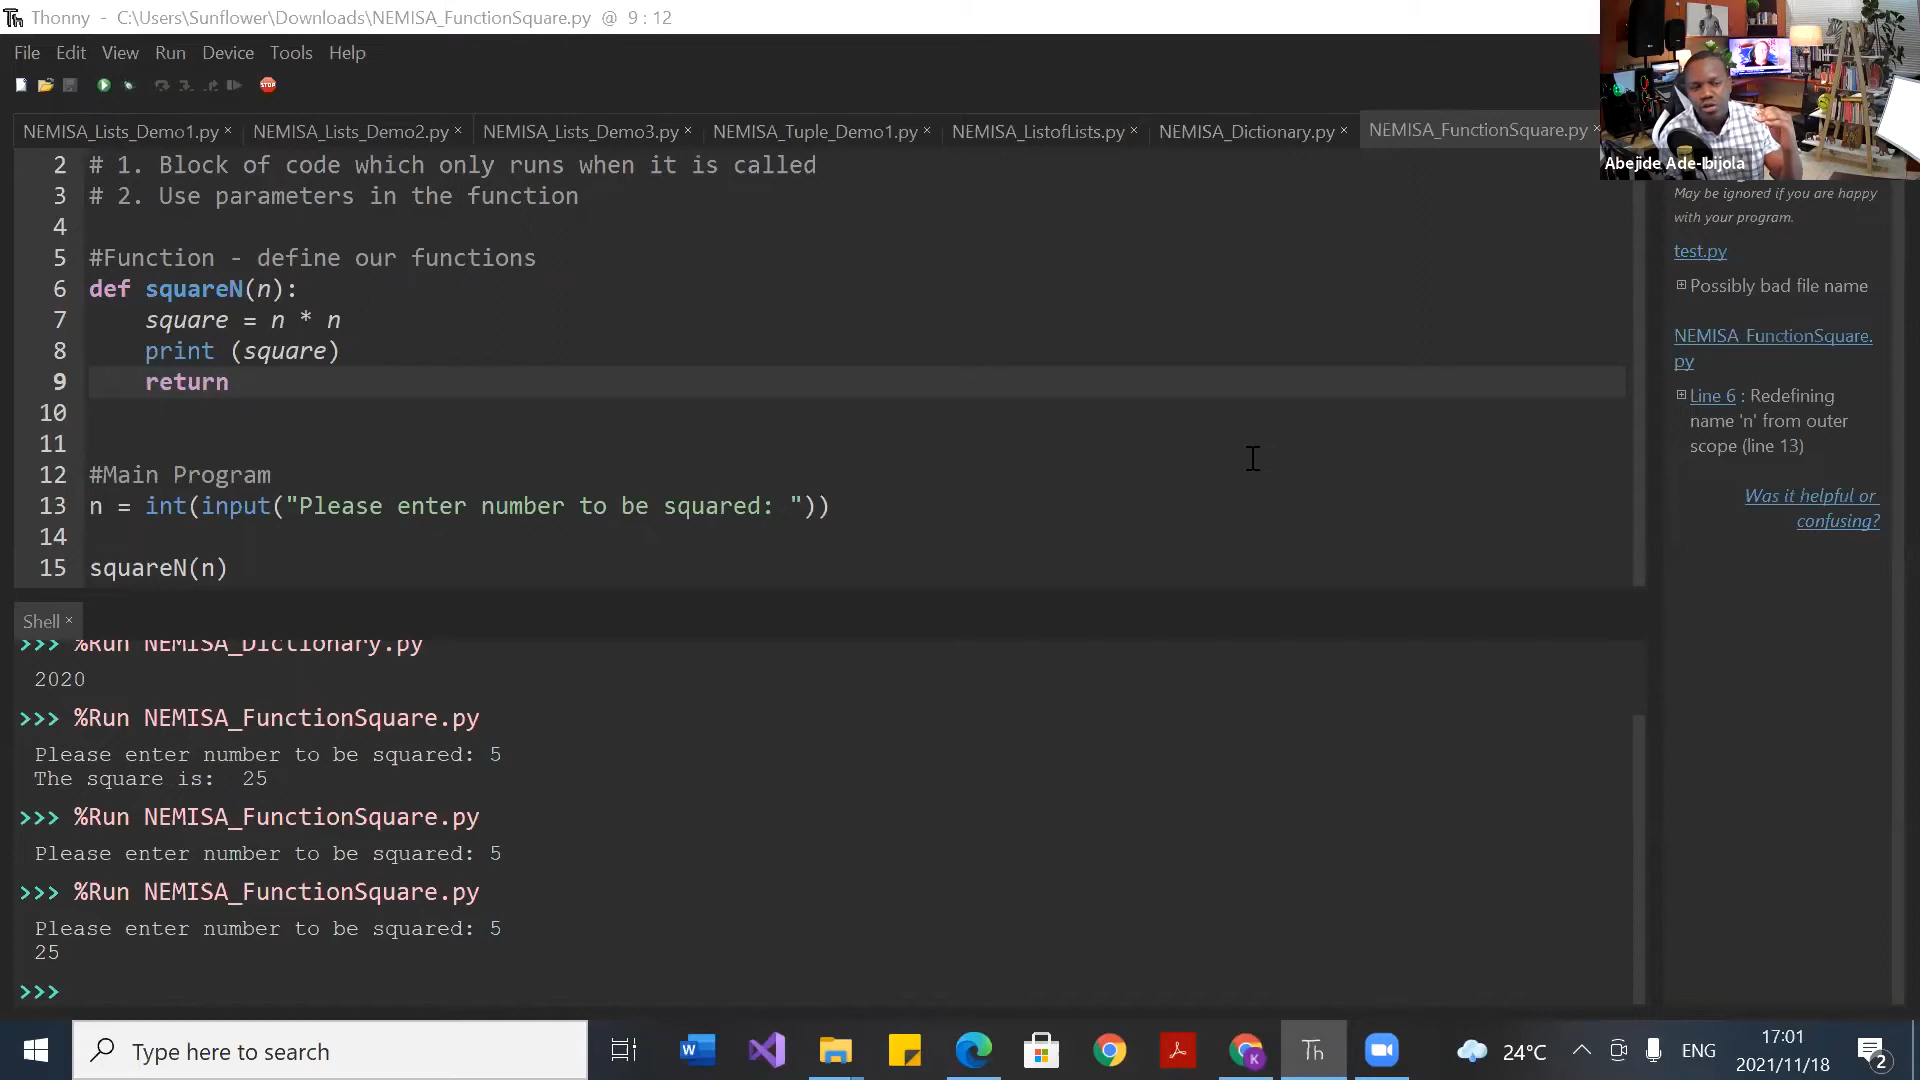 Thonny - C:\Users\Sunflower\Downloads\NEMISA_FunctionSquare.py @ 9 : 12
File Edit View Run Device Tools Help
STOP
NEMISA_Lists_Demo1.py × NEMISA_Lists_Demo2.py × NEMISA_Lists_Demo3.py × NEMISA_Tuple_Demo1.py × NEMISA_ListofLists.py × NEMISA_Dictionary.py × NEMISA_FunctionSquare.py ×
Abejide Ade-Ibijola
2 # 1. Block of code which only runs when it is called
3 # 2. Use parameters in the function
4
5 #Function - define our functions
6 def squareN(n):
7 square = n * n
8 print (square)
9 return
10
11
12 #Main Program
13 n = int(input("Please enter number to be squared: "))
14
15 squareN(n)
May be ignored if you are happy
with your program.
test.py
Possibly bad file name
NEMISA_FunctionSquare.
py
Line 6 : Redefining
name 'n' from outer
scope (line 13)
Was it helpful or
confusing?
Shell ×
>>> %Run NEMISA_Dictionary.py
2020
>>> %Run NEMISA_FunctionSquare.py
Please enter number to be squared: 5
The square is:  25
>>> %Run NEMISA_FunctionSquare.py
Please enter number to be squared: 5
>>> %Run NEMISA_FunctionSquare.py
Please enter number to be squared: 5
25
>>>
Type here to search
24°C
ENG
17:01
2021/11/18
2